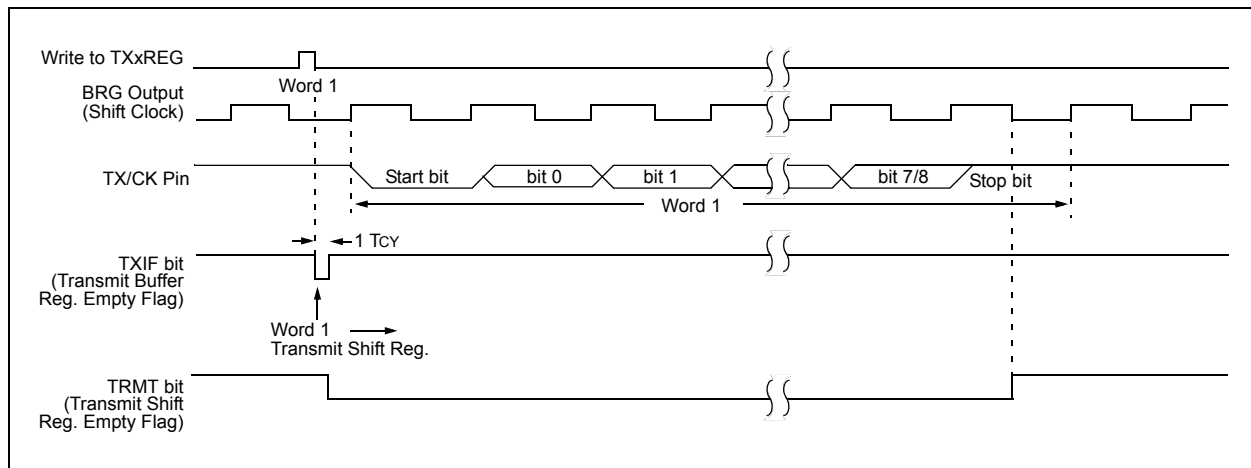 Write to TXxREG
Word 1
BRG Output
(Shift Clock)
TX/CK Pin
Start bit
bit 0
bit 1
bit 7/8
Stop bit
Word 1
1 TCY
TXIF bit
(Transmit Buffer
Reg. Empty Flag)
Word 1
Transmit Shift Reg.
TRMT bit
(Transmit Shift
Reg. Empty Flag)